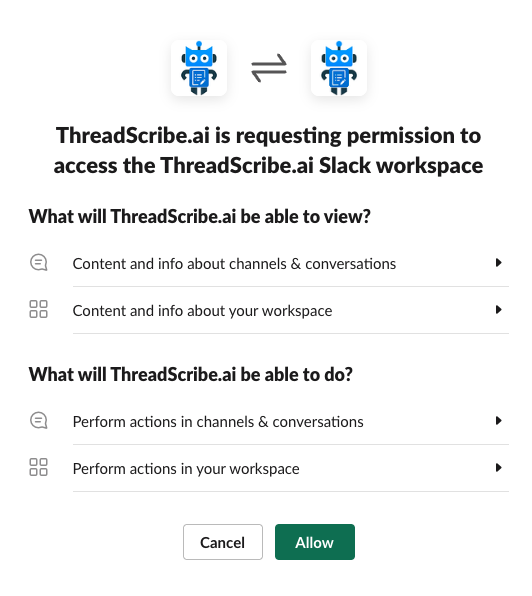 ThreadScribe.ai is requesting permission to
access the ThreadScribe.ai Slack workspace
What will ThreadScribe.ai be able to view?
Content and info about channels & conversations
Content and info about your workspace
What will ThreadScribe.ai be able to do?
Perform actions in channels & conversations
Perform actions in your workspace
Cancel
Allow